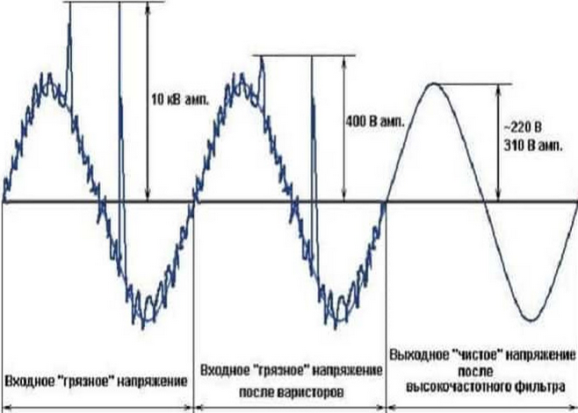 10 кВ амп.
400 В амп.
~220 В
310 В амп.
Входное "грязное" напряжение
Входное "грязное" напряжение
после варисторов
Выходное "чистое" напряжение
после
высокочастотного фильтра